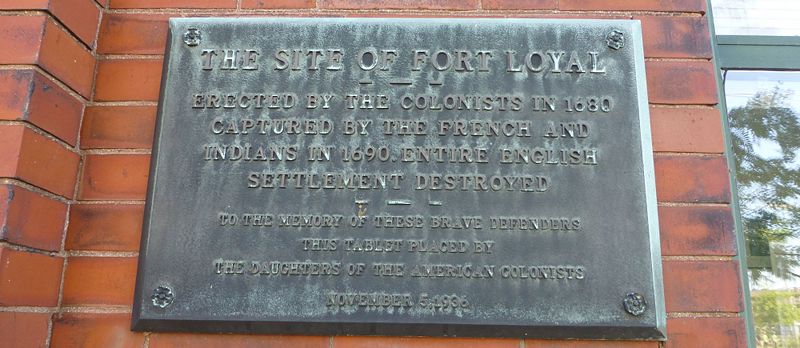 THE SITE OF FORT LOYAL
ERECTED BY THE COLONISTS IN 1680
CAPTURED BY THE FRENCH AND
INDIANS IN 1690. ENTIRE ENGLISH
SETTLEMENT DESTROYED
TO THE MEMORY OF THESE BRAVE DEFENDERS
THIS TABLET PLACED BY
THE DAUGHTERS OF THE AMERICAN COLONISTS
NOVEMBER 5, 1936